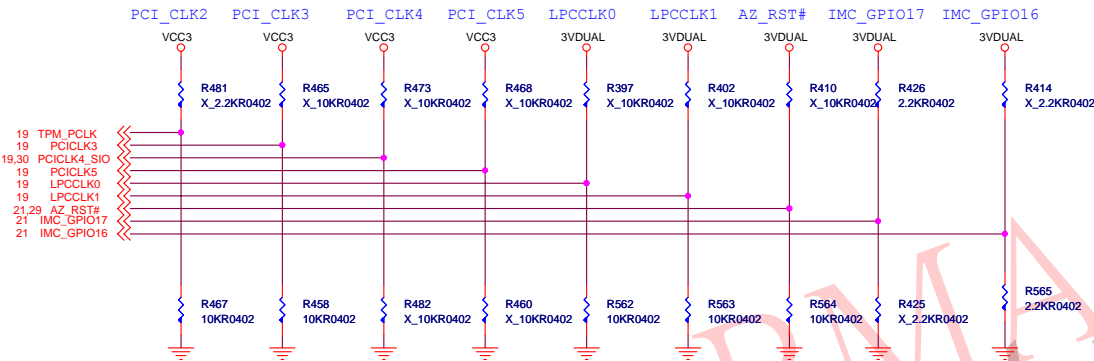 PCI_CLK2 PCI_CLK3 PCI_CLK4 PCI_CLK5 LPCCLK0 LPCCLK1 AZ_RST# IMC_GPIO17 IMC_GPIO16
VCC3 VCC3 VCC3 VCC3 3VDUAL 3VDUAL 3VDUAL 3VDUAL 3VDUAL
R481 R465 R473 R468 R397 R402 R410 R426 R414
X_2.2KR0402 X_10KR0402 X_10KR0402 X_10KR0402 X_10KR0402 X_10KR0402 X_10KR0402 2.2KR0402 X_2.2KR0402
19 TPM_PCLK
19 PCICLK3
19,30 PCICLK4_SIO
19 PCICLK5
19 LPCCLK0
19 LPCCLK1
21,29 AZ_RST#
21 IMC_GPIO17
21 IMC_GPIO16
R467 R458 R482 R460 R562 R563 R564 R425 R565
10KR0402 10KR0402 X_10KR0402 X_10KR0402 10KR0402 10KR0402 10KR0402 X_2.2KR0402 2.2KR0402